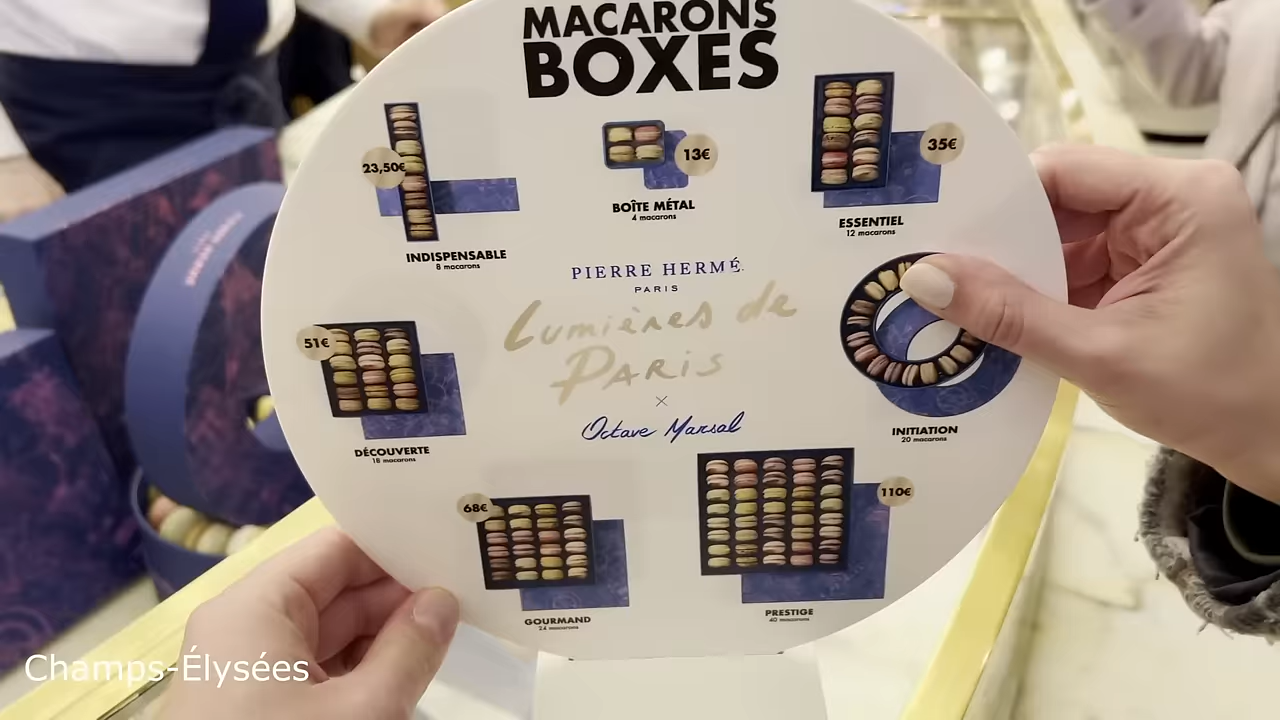 MACARONS
BOXES
23,50€
INDISPENSABLE
8 macarons
13€
BOÎTE MÉTAL
4 macarons
35€
ESSENTIEL
12 macarons
PIERRE HERMÉ
PARIS
Lumières de
PARIS
×
Octave Marsal
51€
DÉCOUVERTE
18 macarons
INITIATION
20 macarons
68€
GOURMAND
24 macarons
110€
PRESTIGE
40 macarons
Champs-Élysées